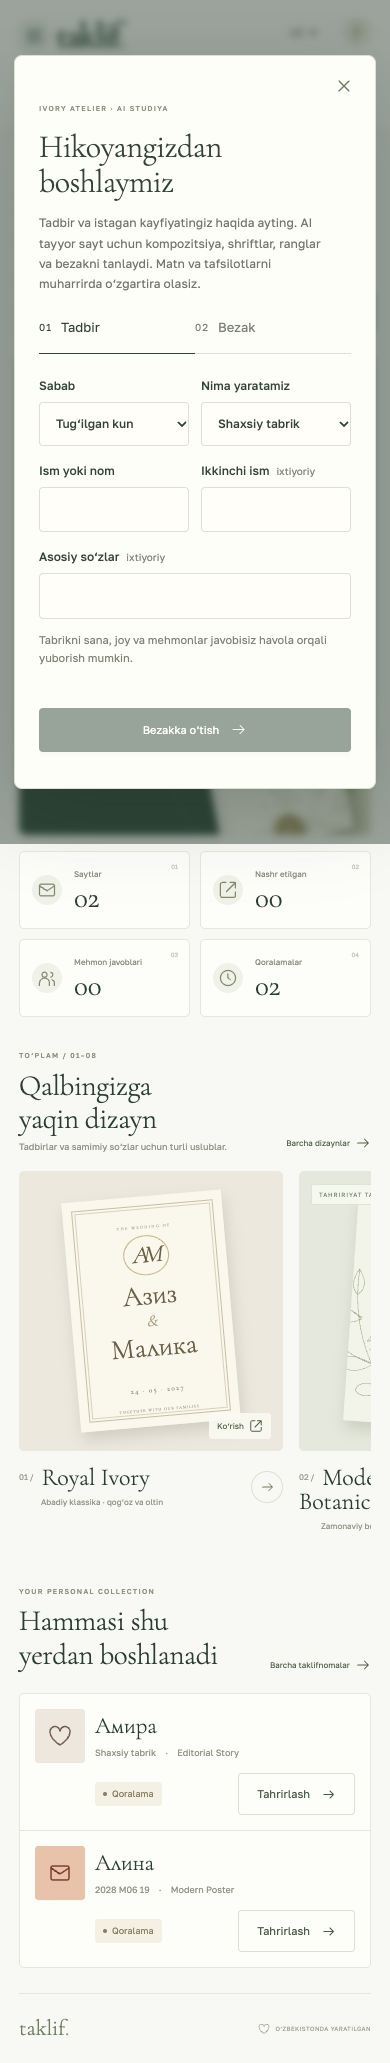 taklif.
IVORY ATELIER · AI STUDIYA
Hikoyangizdan
boshlaymiz
Tadbir va istagan kayfiyatingiz haqida ayting. AI
tayyor sayt uchun kompozitsiya, shriftlar, ranglar
va bezakni tanlaydi. Matn va tafsilotlarni
muharrirda o‘zgartira olasiz.
01 Tadbir
02 Bezak
Sabab
Nima yaratamiz
Tug‘ilgan kun
Shaxsiy tabrik
Ism yoki nom
Ikkinchi ism ixtiyoriy
Asosiy so‘zlar ixtiyoriy
Tabrikni sana, joy va mehmonlar javobisiz havola orqali
yuborish mumkin.
Bezakka o‘tish
01
Saytlar
02
02
Nashr etilgan
00
03
Mehmon javoblari
00
04
Qoralamalar
02
TO‘PLAM / 01–08
Qalbingizga
yaqin dizayn
Tadbirlar va samimiy so‘zlar uchun turli uslublar.
Barcha dizaynlar
THE WEDDING OF
AM
Азиз
&
Малика
24 · 05 · 2027
TOGETHER WITH OUR FAMILIES
Ko‘rish
TAHRIRIYAT TA
01 / Royal Ivory
Abadiy klassika · qog‘oz va oltin
02 / Mode
Botanic
Zamonaviy bo
YOUR PERSONAL COLLECTION
Hammasi shu
yerdan boshlanadi
Barcha taklifnomalar
Амира
Shaxsiy tabrik · Editorial Story
Qoralama
Tahrirlash
Алина
2028 M06 19 · Modern Poster
Qoralama
Tahrirlash
taklif.
O‘ZBEKISTONDA YARATILGAN